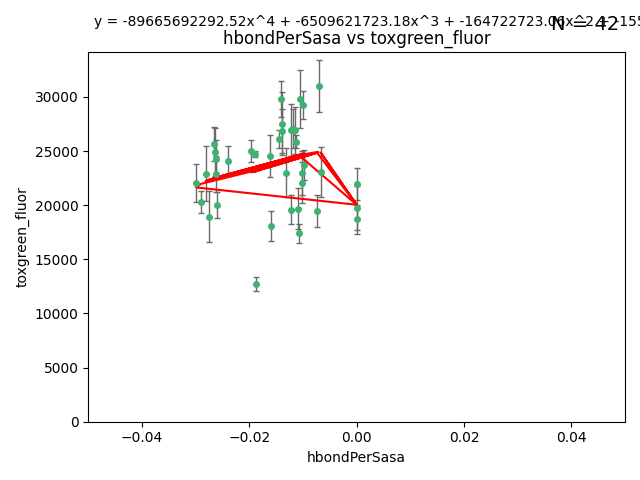 y = -89665692292.52x^4 + -6509621723.18x^3 + -164722723.
N = 42
hbondPerSasa vs toxgreen_fluor
toxgreen_fluor
30000
25000
20000
15000
10000
5000
0
-0.04
-0.02
0.00
0.02
0.04
hbondPerSasa